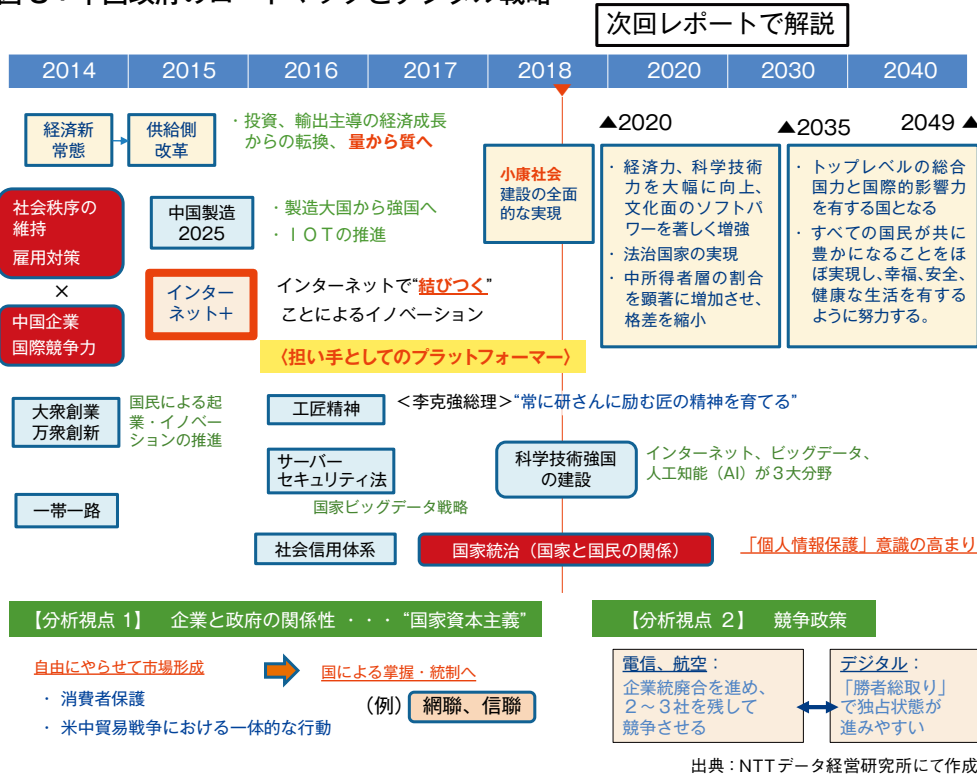 図3：中国政府のロードマップとデジタル戦略
次回レポートで解説
2014 2015 2016 2017 2018 2020 2030 2040
経済新
常態
供給側
改革
・投資、輸出主導の経済成長
からの転換、量から質へ
小康社会
建設の全面
的な実現
▲2020
・経済力、科学技術
力を大幅に向上、
文化面のソフトパ
ワーを著しく増強
・法治国家の実現
・中所得者層の割合
を顕著に増加させ、
格差を縮小
▲2035
2049▲
・トップレベルの総合
国力と国際的影響力
を有する国となる
・すべての国民が共に
豊かになることをほ
ぼ実現し、幸福、安全、
健康な生活を有する
ように努力する。
社会秩序の
維持
雇用対策
×
中国企業
国際競争力
中国製造
2025
・製造大国から強国へ
・ＩＯＴの推進
インター
ネット+
インターネットで“結びつく”
ことによるイノベーション
〈担い手としてのプラットフォーマー〉
大衆創業
万衆創新
国民による起
業・イノベー
ションの推進
工匠精神
＜李克強総理＞“常に研さんに励む匠の精神を育てる”
サーバー
セキュリティ法
国家ビッグデータ戦略
科学技術強国
の建設
インターネット、ビッグデータ、
人工知能（AI）が３大分野
一帯一路
社会信用体系
国家統治（国家と国民の関係）
「個人情報保護」意識の高まり
【分析視点 1】 企業と政府の関係性 ・・・ “国家資本主義”
自由にやらせて市場形成
国による掌握・統制へ
・ 消費者保護
・ 米中貿易戦争における一体的な行動
（例）
網聯、信聯
【分析視点 2】 競争政策
電信、航空：
企業統廃合を進め、
２～３社を残して
競争させる
デジタル：
「勝者総取り」
で独占状態が
進みやすい
出典：NTTデータ経営研究所にて作成